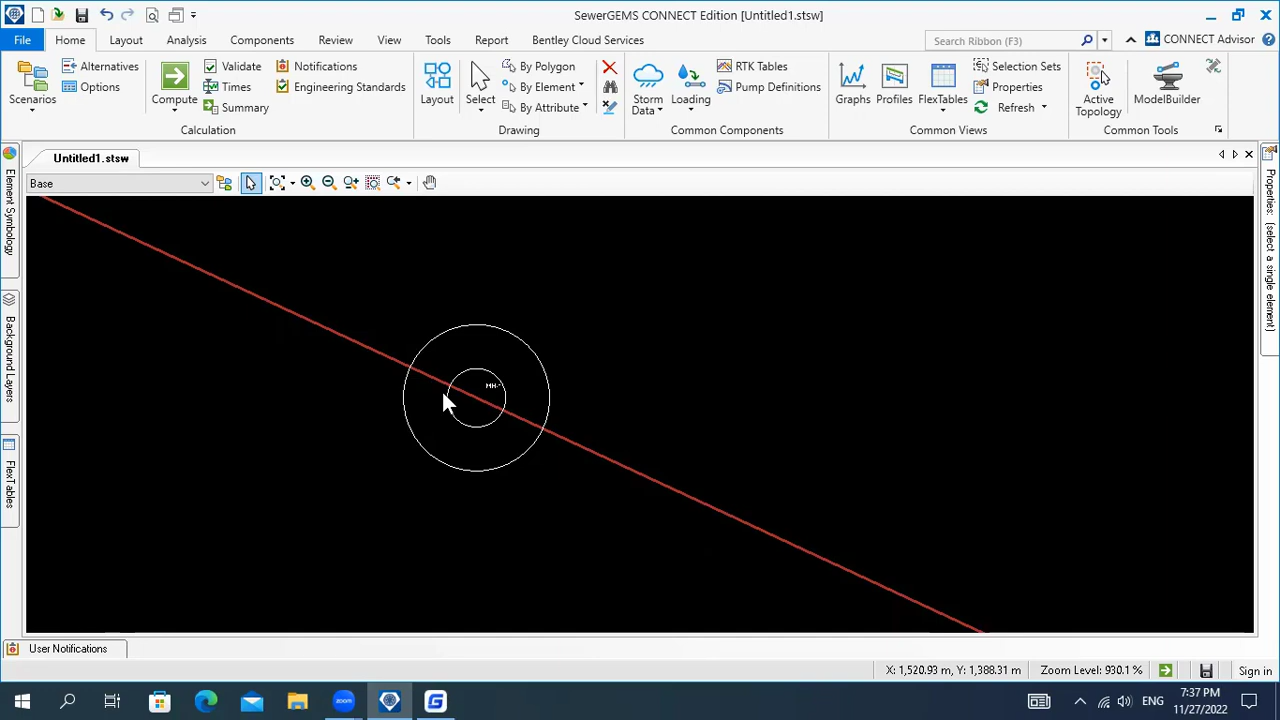 SewerGEMS CONNECT Edition [Untitled1.stsw]
File Home Layout Analysis Components Review View Tools Report Bentley Cloud Services Search Ribbon (F3) CONNECT Advisor
Scenarios
Alternatives
Options
Compute
Validate
Times
Summary
Notifications
Engineering Standards
Calculation
Layout
Select
By Polygon
By Element
By Attribute
Drawing
Storm Data
Loading
RTK Tables
Pump Definitions
Common Components
Graphs
Profiles
FlexTables
Selection Sets
Properties
Refresh
Common Views
Active Topology
ModelBuilder
Common Tools
Untitled1.stsw
Base
Element Symbology
Background Layers
FlexTables
Properties: (select a single element)
User Notifications
X: 1,520.93 m, Y: 1,388.31 m Zoom Level: 930.1 % Sign in
zoom
ENG
7:37 PM
11/27/2022